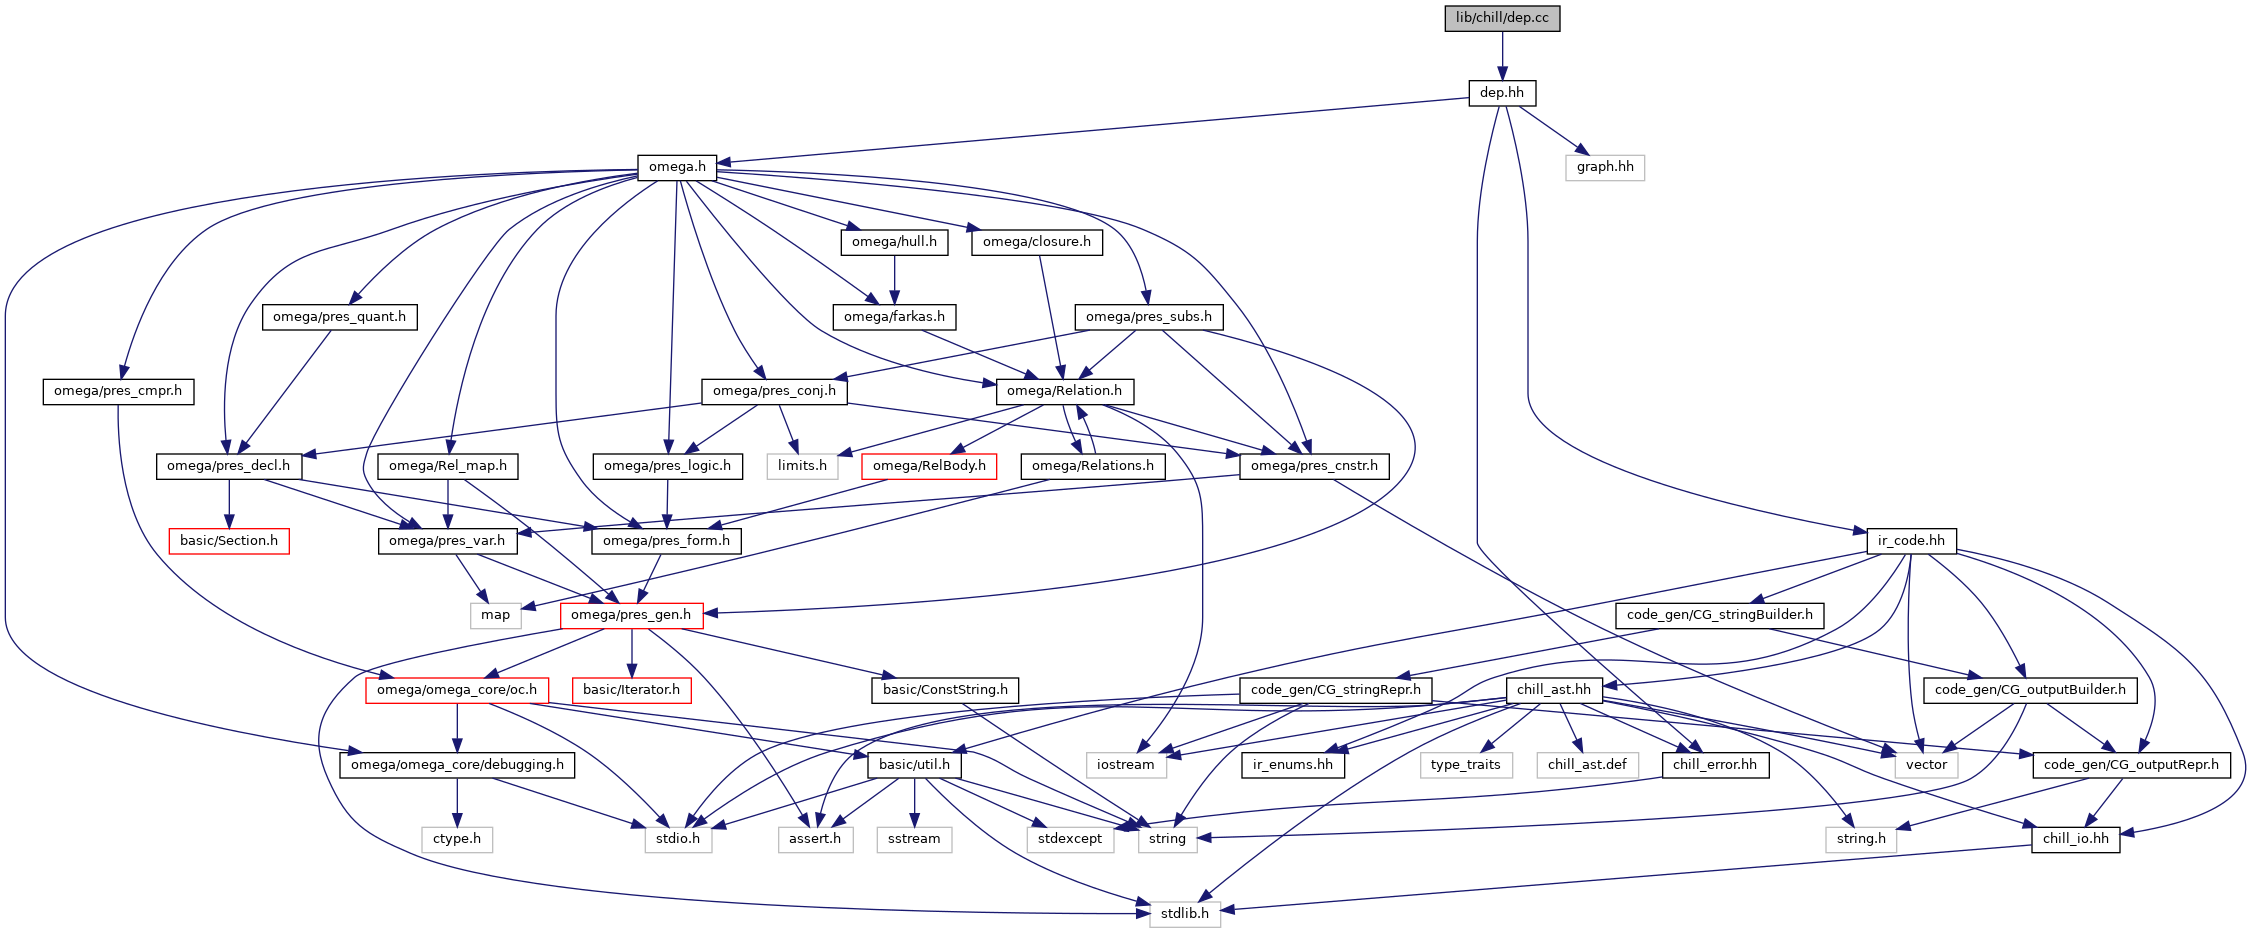 lib/chill/dep.cc
dep.hh
omega.h
graph.hh
omega/hull.h
omega/closure.h
omega/pres_quant.h
omega/farkas.h
omega/pres_subs.h
omega/pres_cmpr.h
omega/pres_conj.h
omega/Relation.h
omega/pres_decl.h
omega/Rel_map.h
omega/pres_logic.h
limits.h
omega/RelBody.h
omega/Relations.h
omega/pres_cnstr.h
basic/Section.h
omega/pres_var.h
omega/pres_form.h
ir_code.hh
map
omega/pres_gen.h
code_gen/CG_stringBuilder.h
omega/omega_core/oc.h
basic/Iterator.h
basic/ConstString.h
code_gen/CG_stringRepr.h
chill_ast.hh
code_gen/CG_outputBuilder.h
omega/omega_core/debugging.h
basic/util.h
iostream
ir_enums.hh
type_traits
chill_ast.def
chill_error.hh
vector
code_gen/CG_outputRepr.h
ctype.h
stdio.h
assert.h
sstream
stdexcept
string
string.h
chill_io.hh
stdlib.h